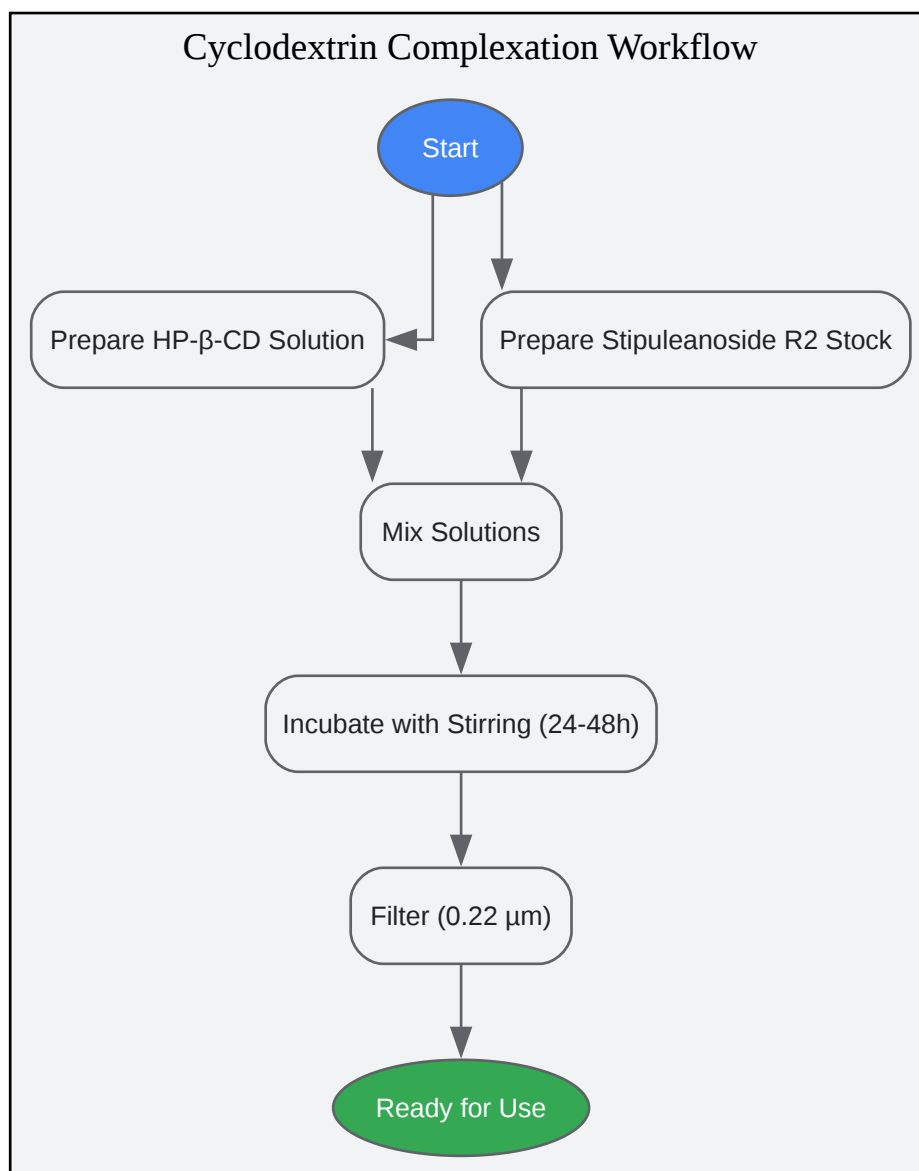 Cyclodextrin Complexation Workflow
Start
Prepare HP-β-CD Solution
Prepare Stipuleanoside R2 Stock
Mix Solutions
Incubate with Stirring (24-48h)
Filter (0.22 µm)
Ready for Use